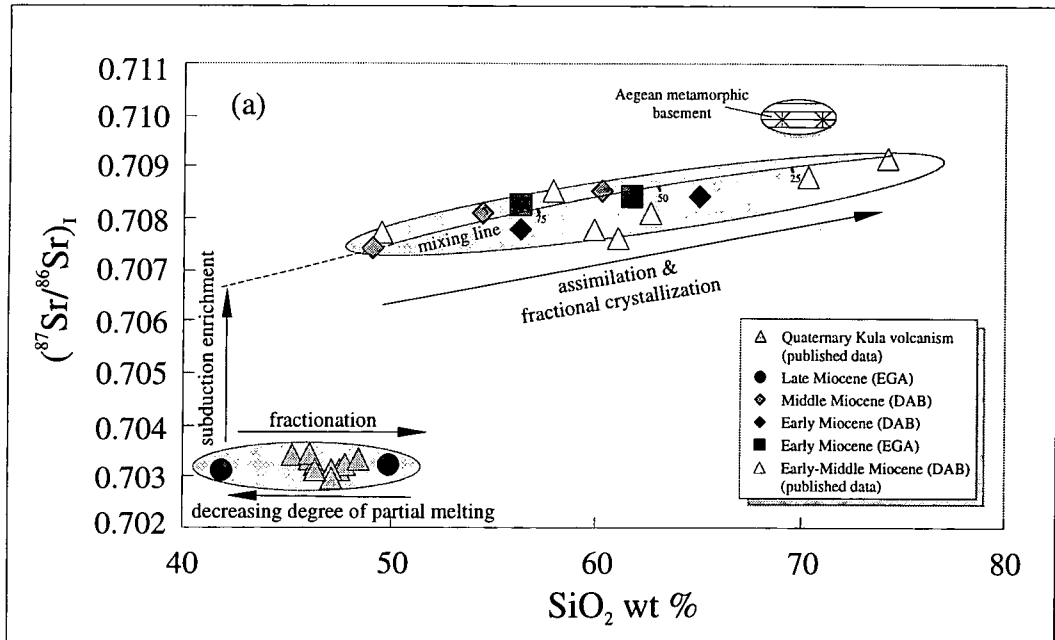 (a)
(⁸⁷Sr/⁸⁶Sr)I
0.711
0.710
0.709
0.708
0.707
0.706
0.705
0.704
0.703
0.702
Aegean metamorphic
basement
25
50
75
mixing line
assimilation &
fractional crystallization
subduction enrichment
fractionation
decreasing degree of partial melting
Quaternary Kula volcanism
(published data)
Late Miocene (EGA)
Middle Miocene (DAB)
Early Miocene (DAB)
Early Miocene (EGA)
Early-Middle Miocene (DAB)
(published data)
40 50 60 70 80
SiO₂ wt %